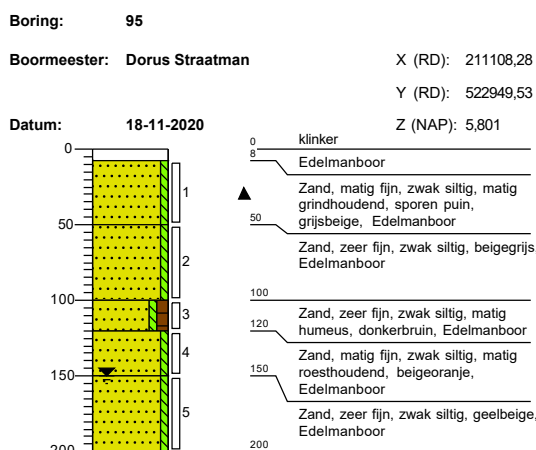 Boring: 95
Boormeester: Dorus Straatman X (RD): 211108,28
Y (RD): 522949,53
Datum: 18-11-2020 Z (NAP): 5,801
0
50
100
150
200
1
2
3
4
5
0 klinker
8 Edelmanboor
Zand, matig fijn, zwak siltig, matig
grindhoudend, sporen puin,
grijsbeige, Edelmanboor
50
Zand, zeer fijn, zwak siltig, beigegrijs,
Edelmanboor
100
Zand, zeer fijn, zwak siltig, matig
humeus, donkerbruin, Edelmanboor
120
Zand, matig fijn, zwak siltig, matig
roesthoudend, beigeoranje,
Edelmanboor
150
Zand, zeer fijn, zwak siltig, geelbeige,
Edelmanboor
200